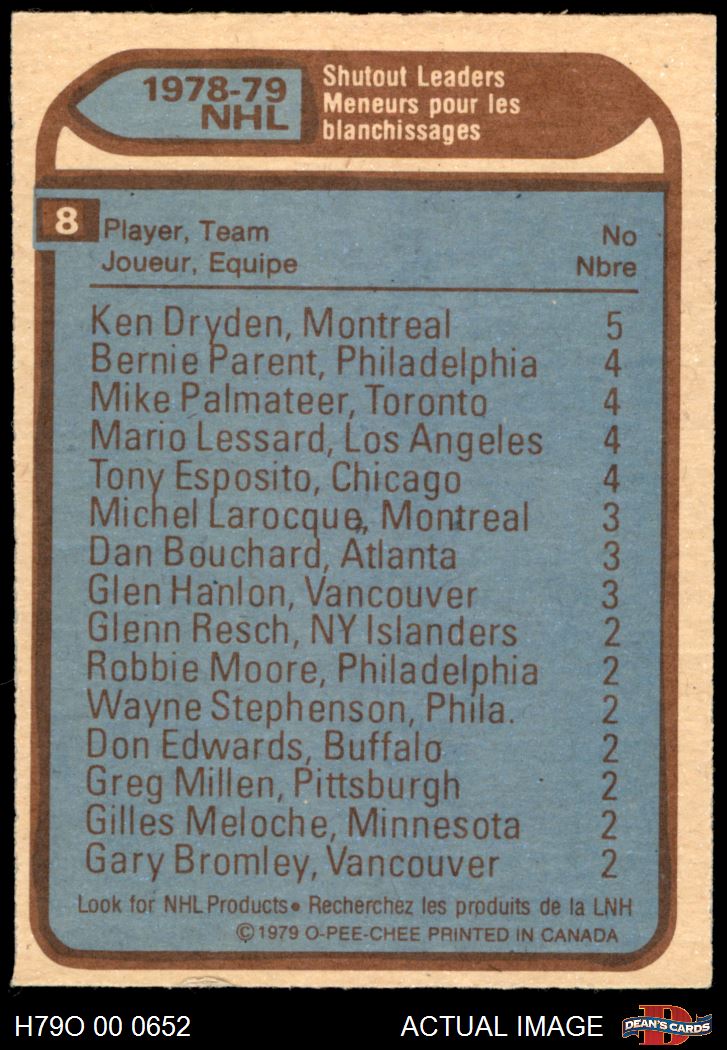 1978-79
NHL
Shutout Leaders
Meneurs pour les
blanchissages
8
Player, Team No
Joueur, Equipe Nbre
Ken Dryden, Montreal 5
Bernie Parent, Philadelphia 4
Mike Palmateer, Toronto 4
Mario Lessard, Los Angeles 4
Tony Esposito, Chicago 4
Michel Larocque, Montreal 3
Dan Bouchard, Atlanta 3
Glen Hanlon, Vancouver 3
Glenn Resch, NY Islanders 2
Robbie Moore, Philadelphia 2
Wayne Stephenson, Phila. 2
Don Edwards, Buffalo 2
Greg Millen, Pittsburgh 2
Gilles Meloche, Minnesota 2
Gary Bromley, Vancouver 2
Look for NHL Products• Recherchez les produits de la LNH
©1979 O-PEE-CHEE PRINTED IN CANADA
H79O 00 0652 ACTUAL IMAGE
D
DEAN'S CARDS